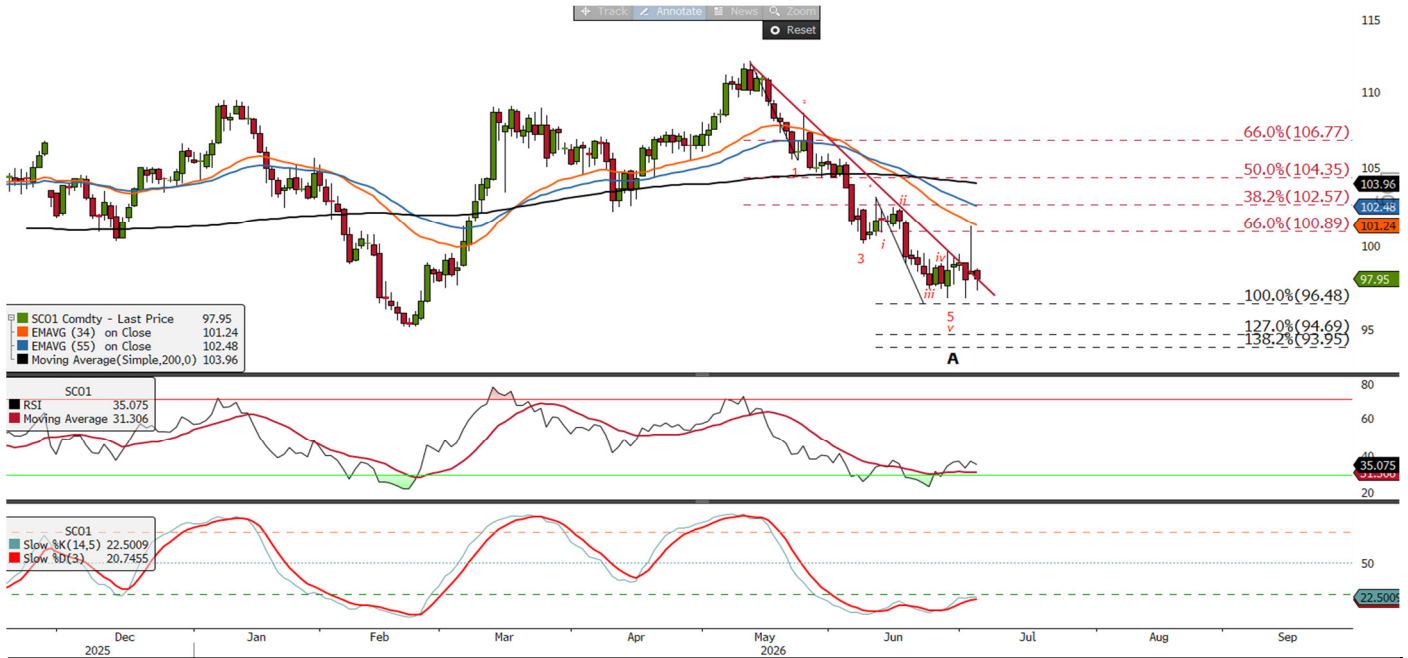 Track Annotate News Zoom
Reset
115
110
105
100
95
66.0%(106.77)
50.0%(104.35)
38.2%(102.57)
66.0%(100.89)
100.0%(96.48)
127.0%(94.69)
138.2%(93.95)
103.96
102.48
101.24
97.95
1
3
i
ii
iii
iv
5
v
A
SCO1 Comdty - Last Price 97.95
EMAVG (34) on Close 101.24
EMAVG (55) on Close 102.48
Moving Average(Simple,200,0) 103.96
SCO1
RSI 35.075
Moving Average 31.306
80
60
40
35.075
20
SCO1
Slow %K(14,5) 22.5009
Slow %D(3) 20.7455
50
22.5009
Dec Jan Feb Mar Apr May Jun Jul Aug Sep
2025 2026